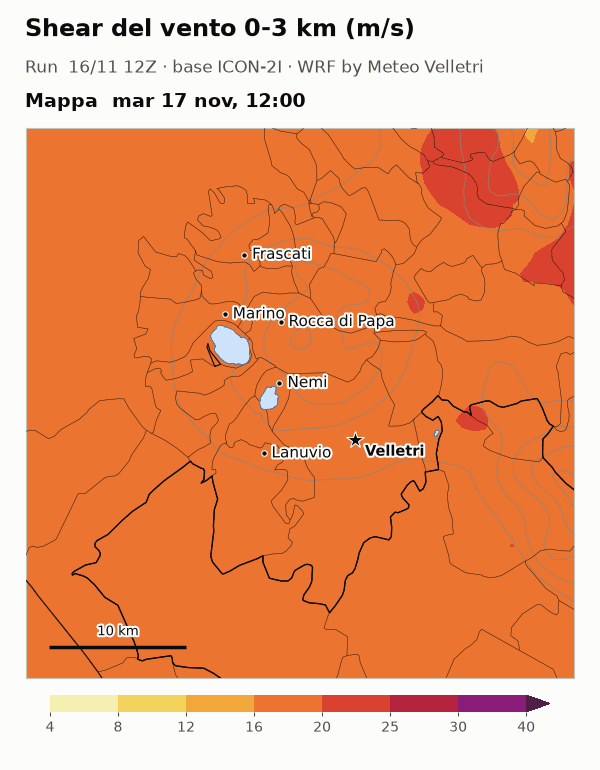 Shear del vento 0-3 km (m/s)
Run  16/11 12Z · base ICON-2I · WRF by Meteo Velletri
Mappa  mar 17 nov, 12:00
Frascati
Marino
Rocca di Papa
Nemi
Velletri
Lanuvio
10 km
4 8 12 16 20 25 30 40